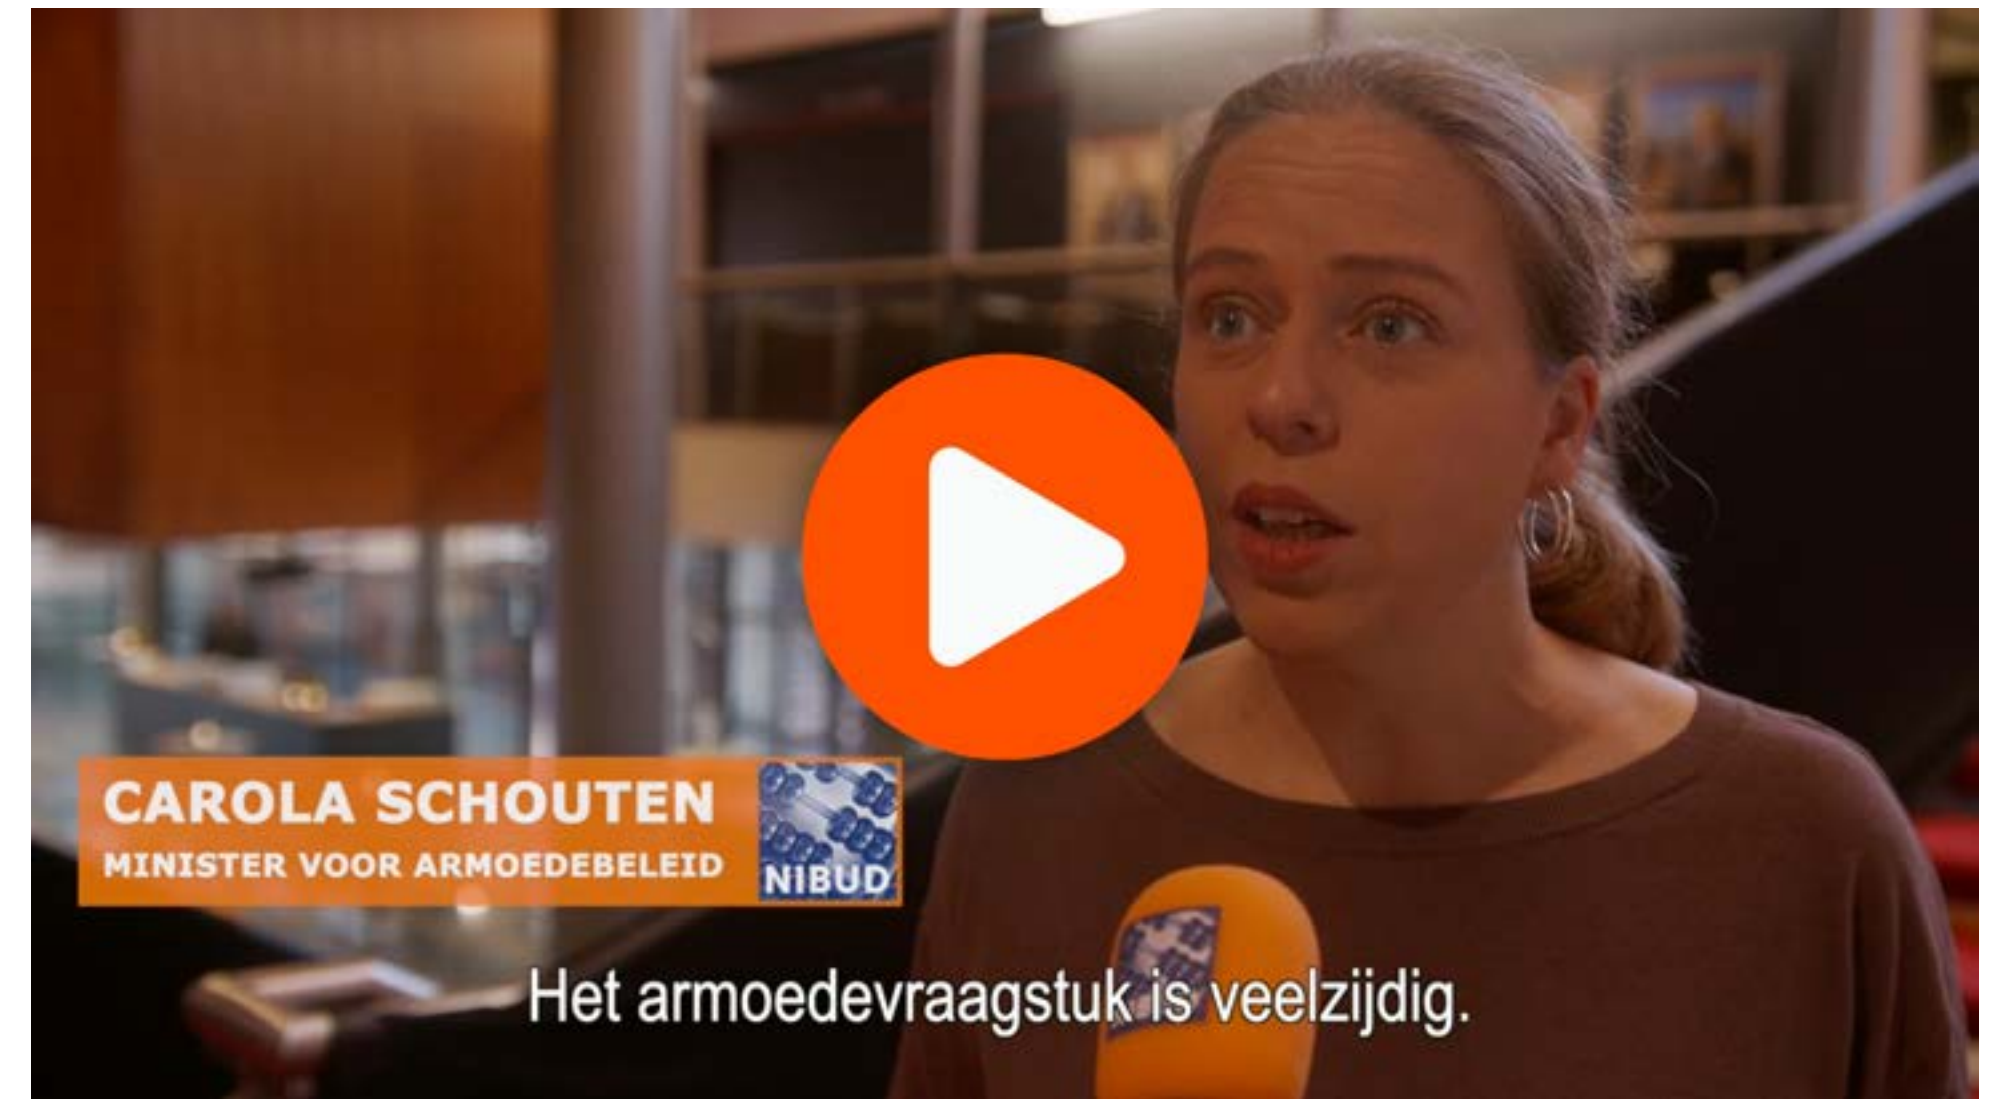 CAROLA SCHOUTEN
MINISTER VOOR ARMOEDEBELEID
NIBUD
Het armoedevraagstuk is veelzijdig.